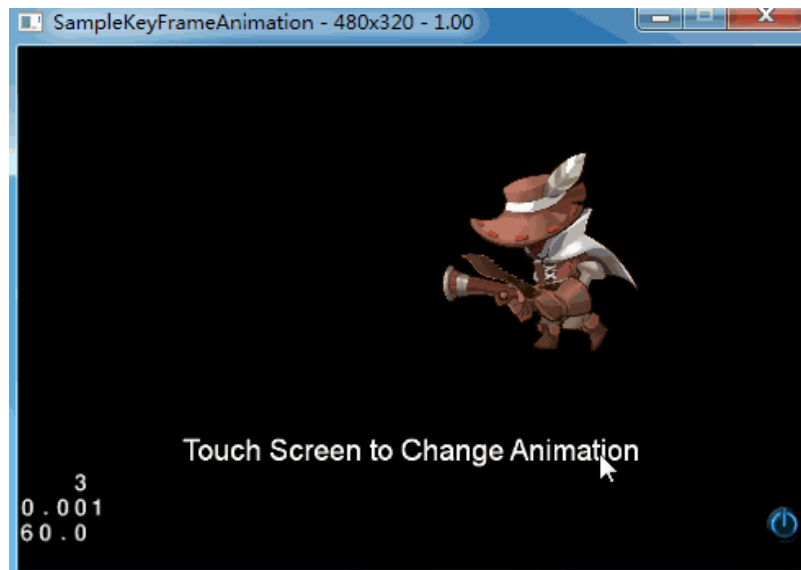 SampleKeyFrameAnimation - 480x320 - 1.00
Touch Screen to Change Animation
3
0.001
60.0